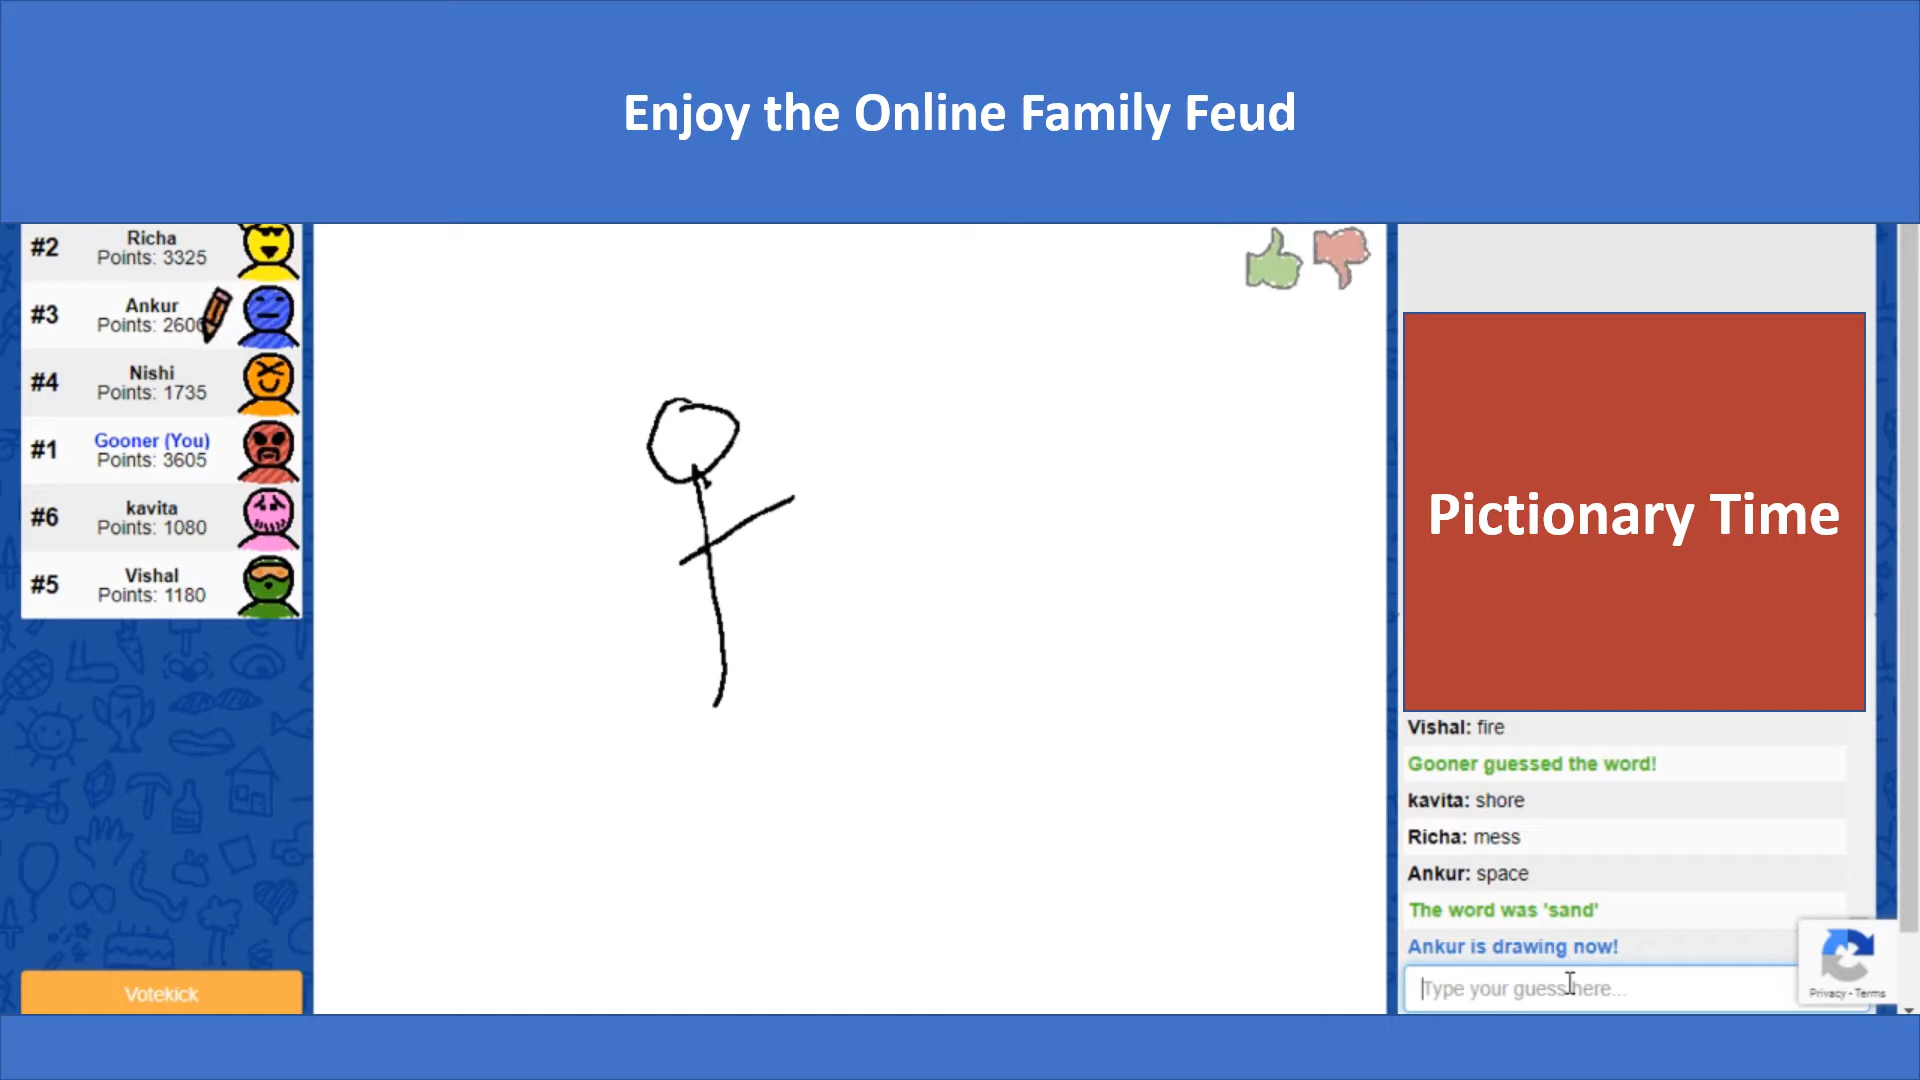 Enjoy the Online Family Feud
#2
Richa
Points: 3325
#3
Ankur
Points: 2600
#4
Nishi
Points: 1735
#1
Gooner (You)
Points: 3605
#6
kavita
Points: 1080
#5
Vishal
Points: 1180
Votekick
Pictionary Time
Vishal: fire
Gooner guessed the word!
kavita: shore
Richa: mess
Ankur: space
The word was 'sand'
Ankur is drawing now!
Type your guess here...
Privacy - Terms